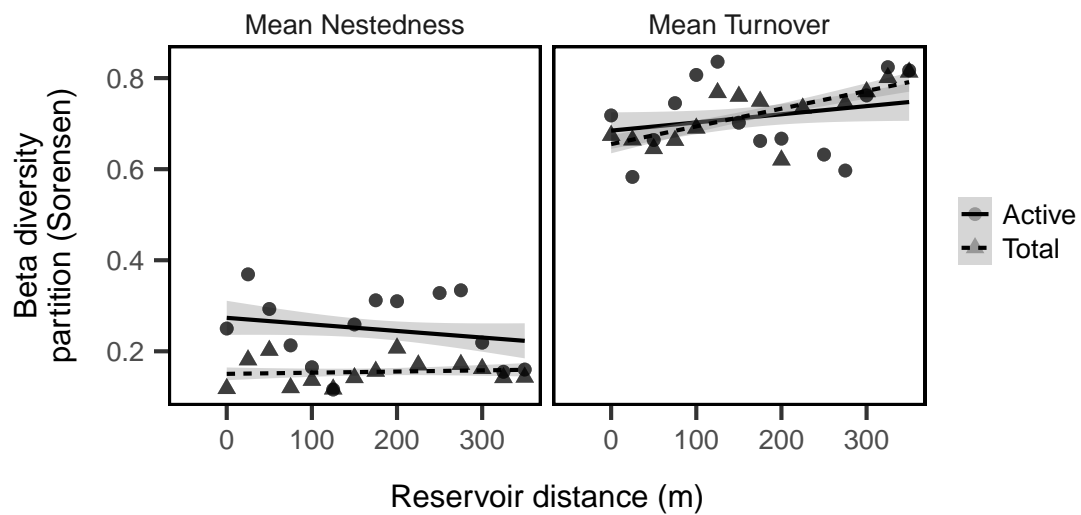 Mean Nestedness
Mean Turnover
Beta diversity
partition (Sorensen)
0.8
0.6
0.4
0.2
0 100 200 300
0 100 200 300
Reservoir distance (m)
Active
Total